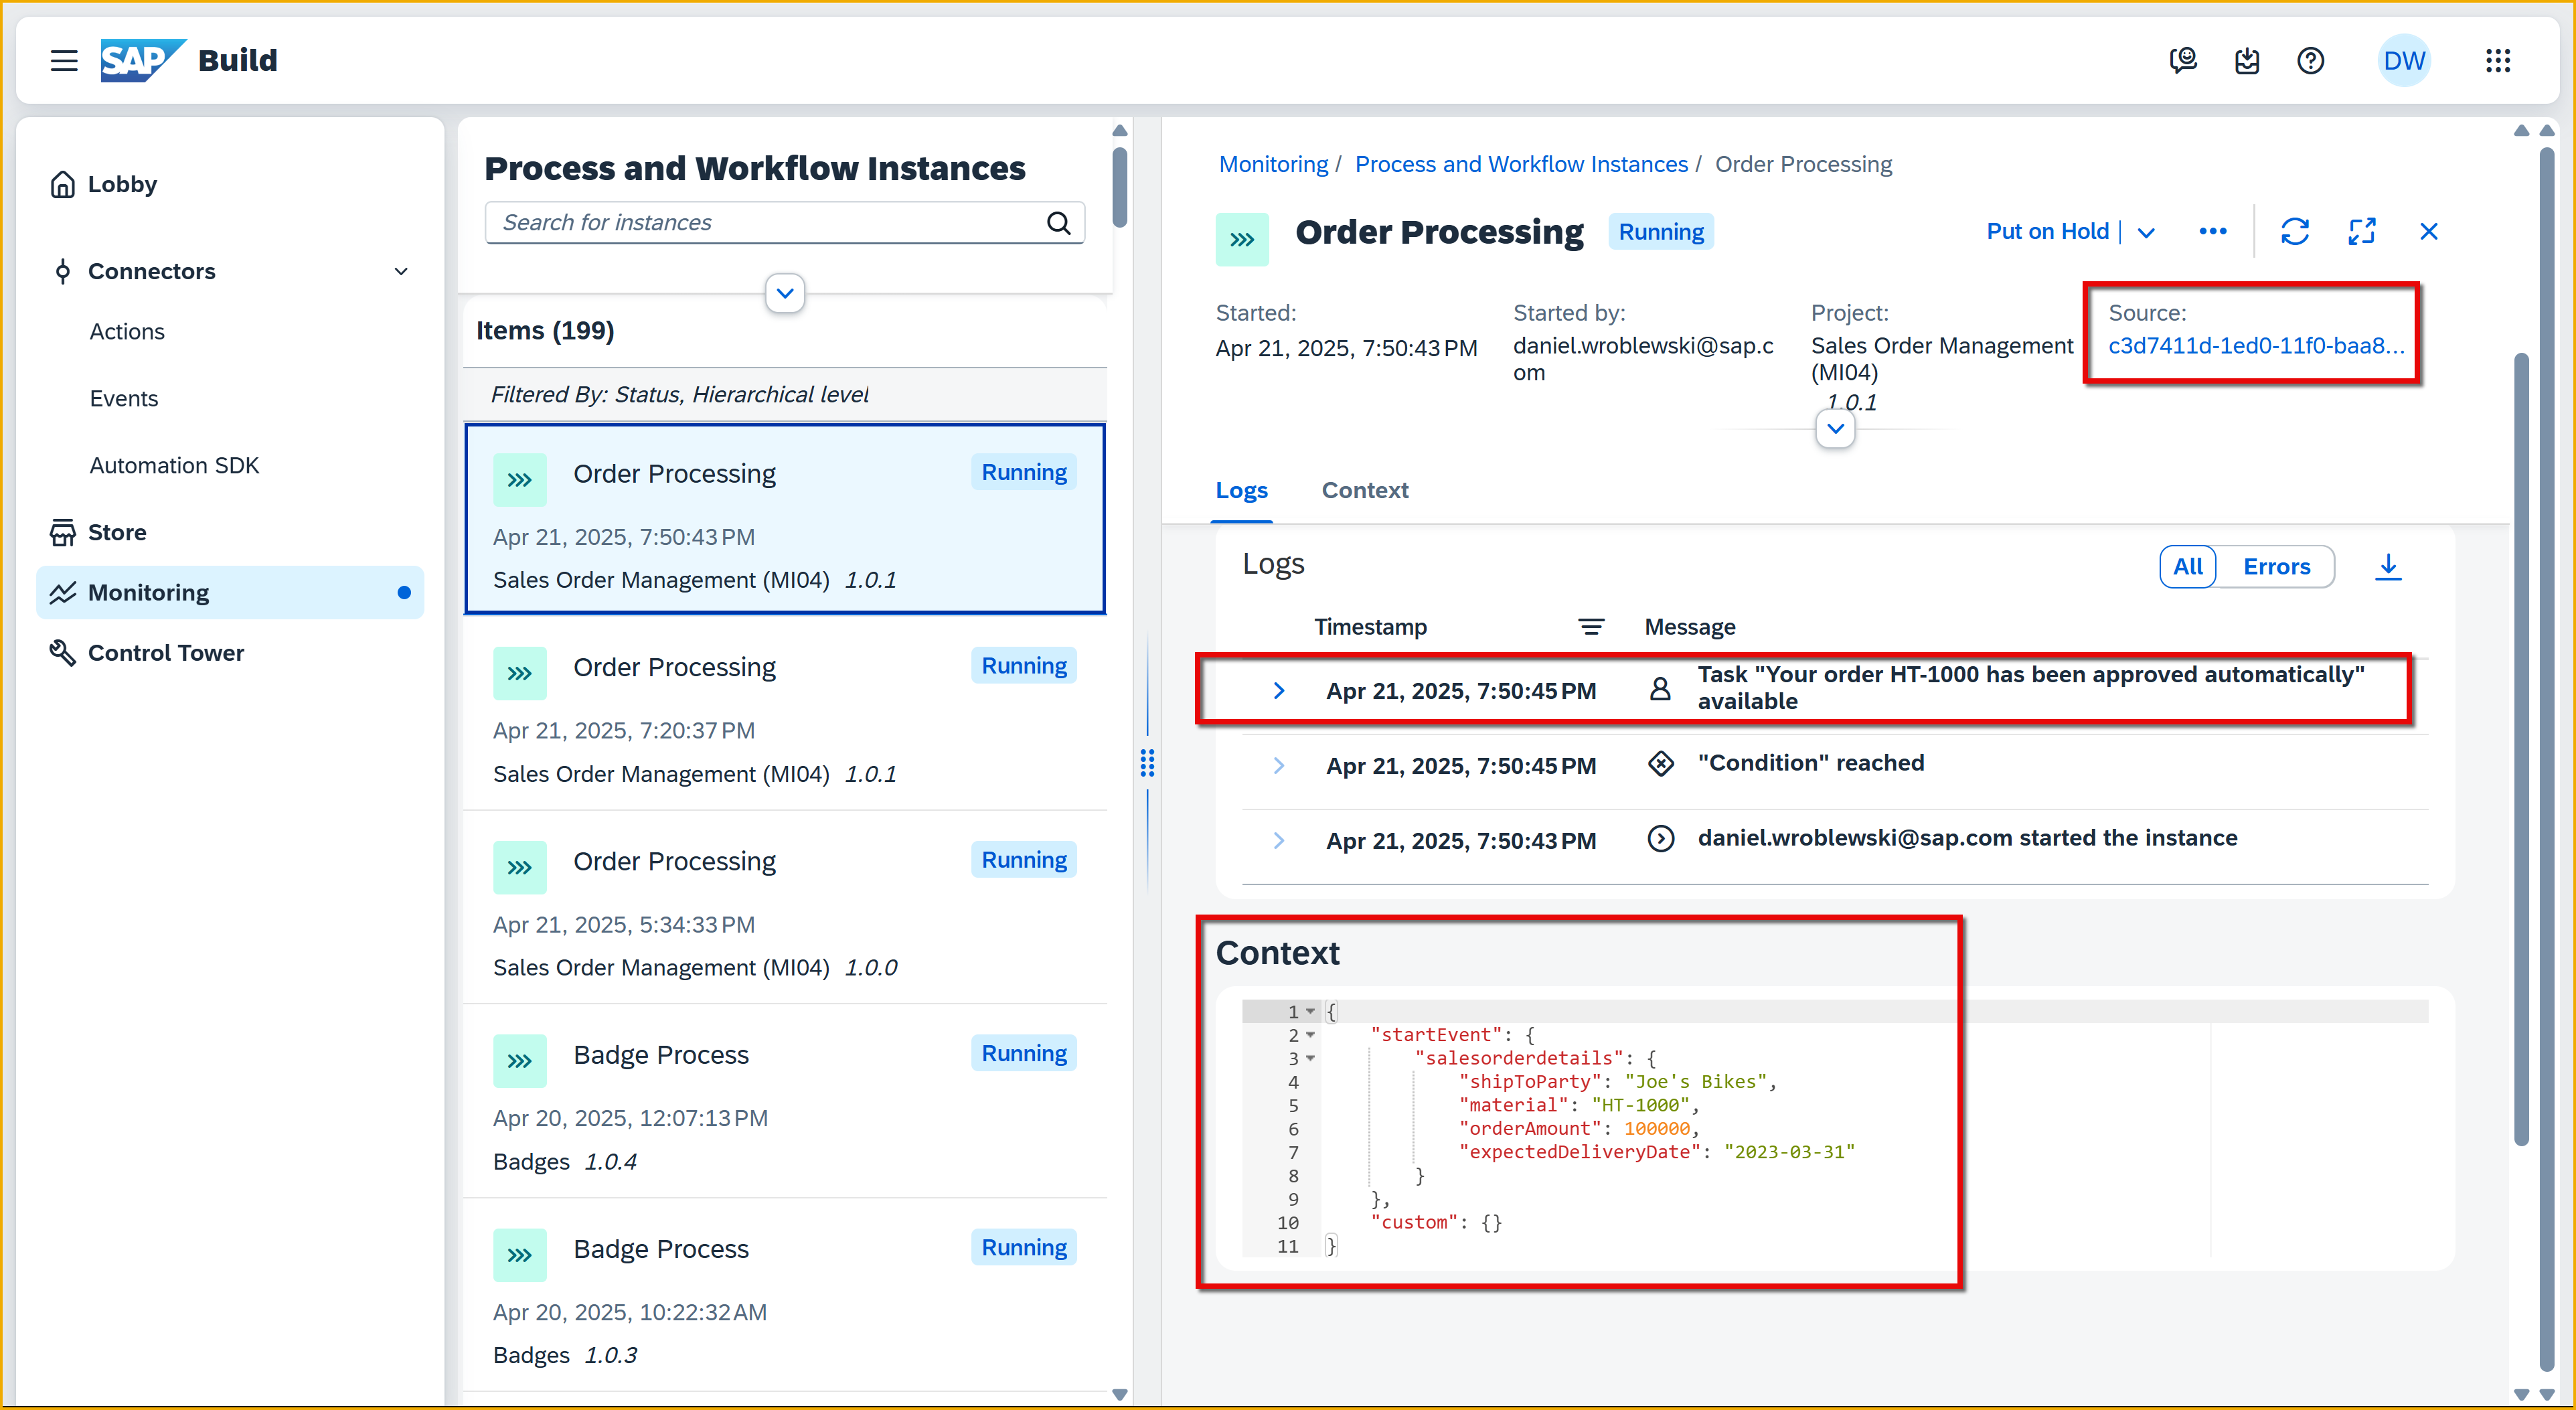 SAP Build
DW
Lobby
Connectors
Actions
Events
Automation SDK
Store
Monitoring
Control Tower
Process and Workflow Instances
Search for instances
Items (199)
Filtered By: Status, Hierarchical level
Order Processing Running
Apr 21, 2025, 7:50:43 PM
Sales Order Management (MI04) 1.0.1
Order Processing Running
Apr 21, 2025, 7:20:37 PM
Sales Order Management (MI04) 1.0.1
Order Processing Running
Apr 21, 2025, 5:34:33 PM
Sales Order Management (MI04) 1.0.0
Badge Process Running
Apr 20, 2025, 12:07:13 PM
Badges 1.0.4
Badge Process Running
Apr 20, 2025, 10:22:32 AM
Badges 1.0.3
Monitoring / Process and Workflow Instances / Order Processing
Order Processing Running Put on Hold
Started: Started by: Project: Source:
Apr 21, 2025, 7:50:43 PM daniel.wroblewski@sap.c Sales Order Management c3d7411d-1ed0-11f0-baa8...
om (MI04)
1.0.1
Logs Context
Logs All Errors
Timestamp Message
Apr 21, 2025, 7:50:45 PM Task "Your order HT-1000 has been approved automatically"
available
Apr 21, 2025, 7:50:45 PM "Condition" reached
Apr 21, 2025, 7:50:43 PM daniel.wroblewski@sap.com started the instance
Context
1 {
2 "startEvent": {
3 "salesorderdetails": {
4 "shipToParty": "Joe's Bikes",
5 "material": "HT-1000",
6 "orderAmount": 100000,
7 "expectedDeliveryDate": "2023-03-31"
8 }
9 },
10 "custom": {}
11 }